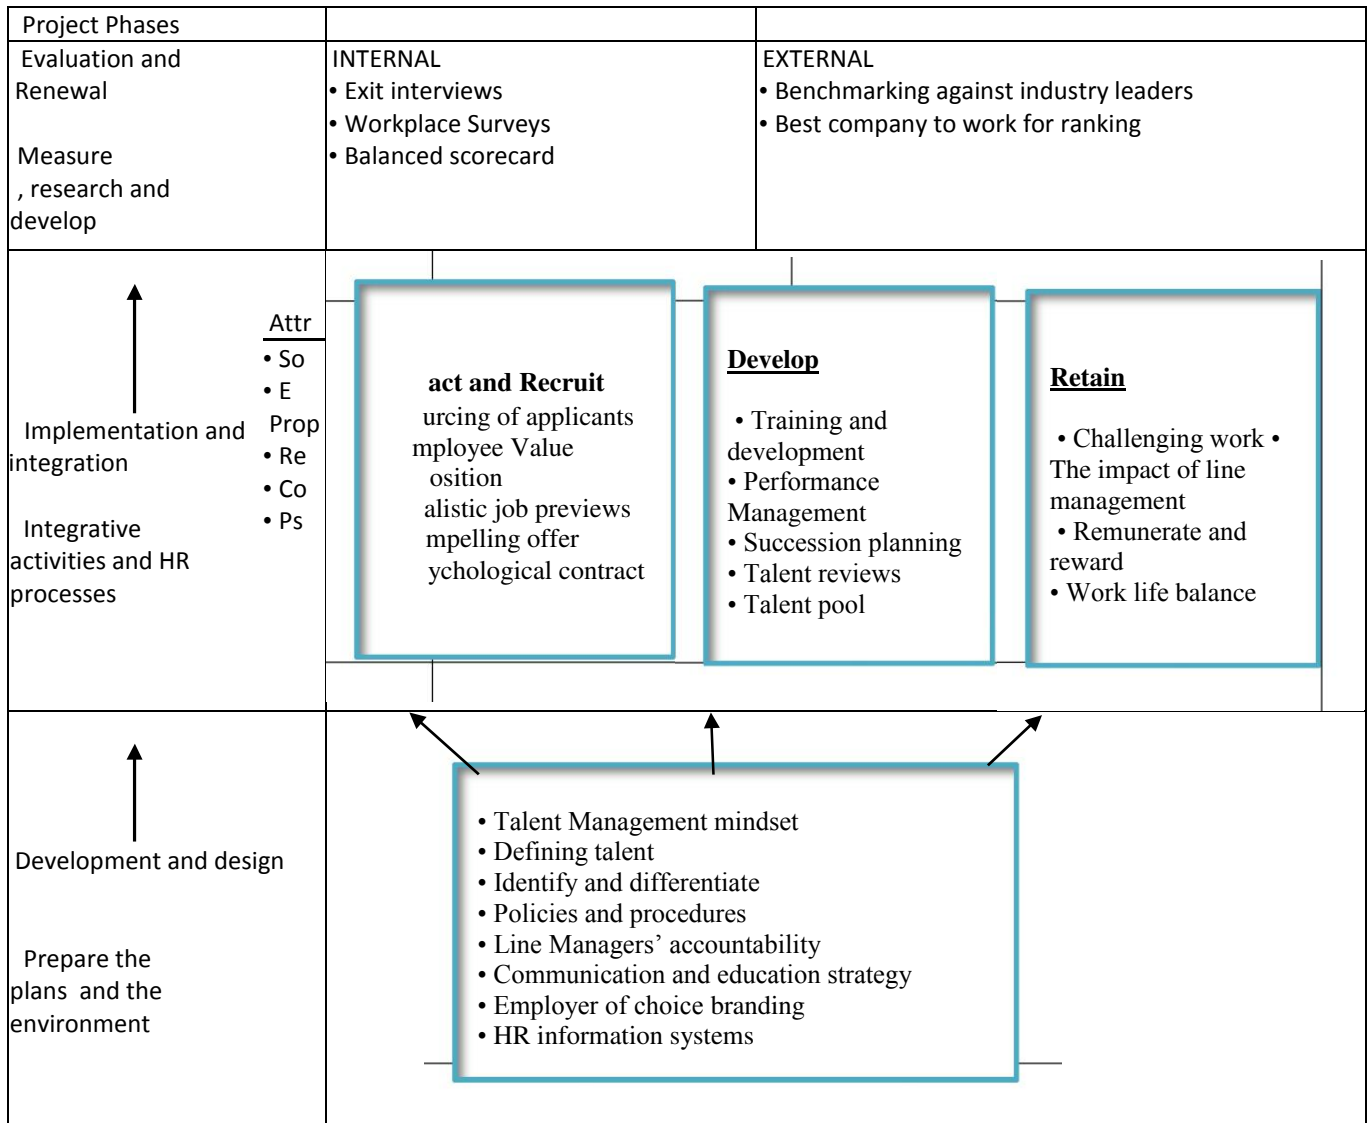 Project Phases
Evaluation and
Renewal
Measure
, research and
develop
INTERNAL
• Exit interviews
• Workplace Surveys
• Balanced scorecard
EXTERNAL
• Benchmarking against industry leaders
• Best company to work for ranking
Implementation and
integration
Integrative
activities and HR
processes
Attr
• So
• E
Prop
• Re
• Co
• Ps
act and Recruit
urcing of applicants
mployee Value
osition
alistic job previews
mpelling offer
ychological contract
Develop
• Training and
development
• Performance
Management
• Succession planning
• Talent reviews
• Talent pool
Retain
• Challenging work •
The impact of line
management
• Remunerate and
reward
• Work life balance
Development and design
Prepare the
plans and the
environment
• Talent Management mindset
• Defining talent
• Identify and differentiate
• Policies and procedures
• Line Managers’ accountability
• Communication and education strategy
• Employer of choice branding
• HR information systems